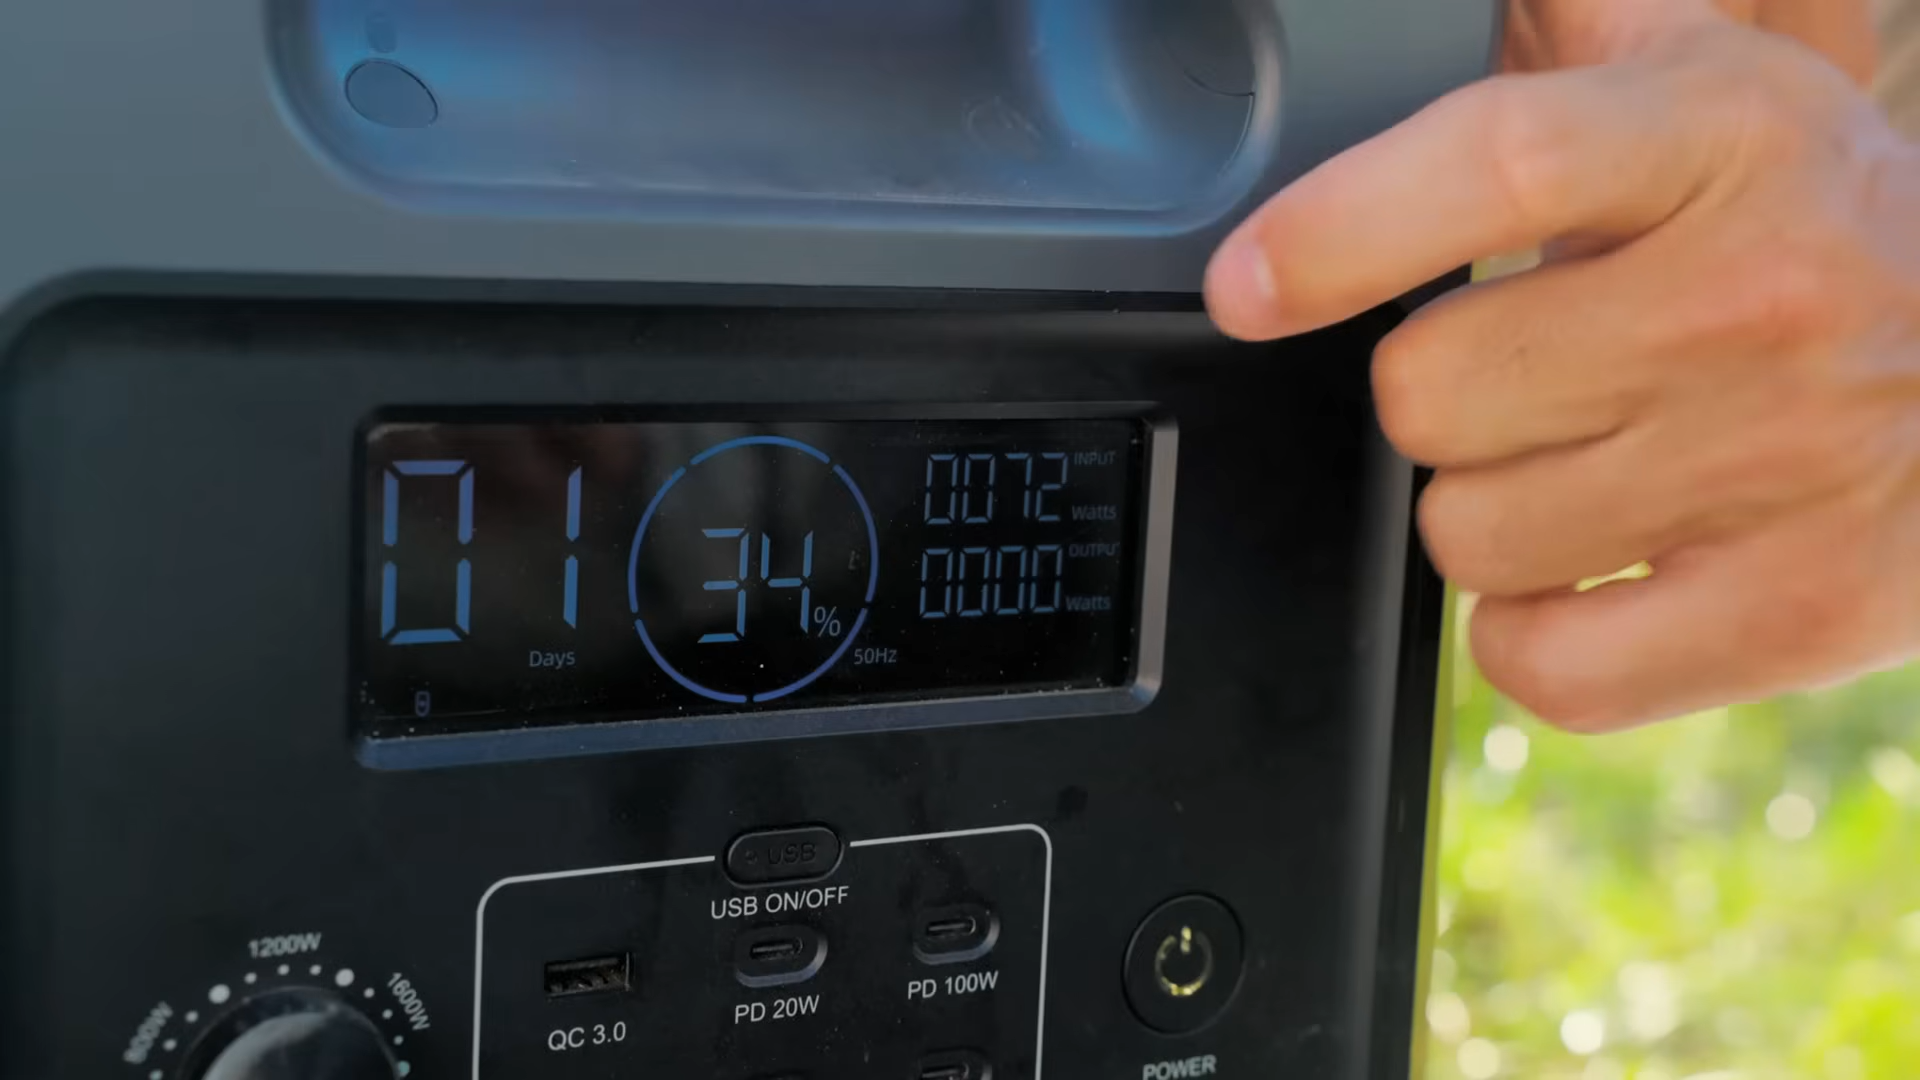 01
Days
34%
50Hz
0072
INPUT
Watts
0000
OUTPUT
Watts
USB
USB ON/OFF
QC 3.0
PD 20W
PD 100W
800W
1200W
1600W
POWER